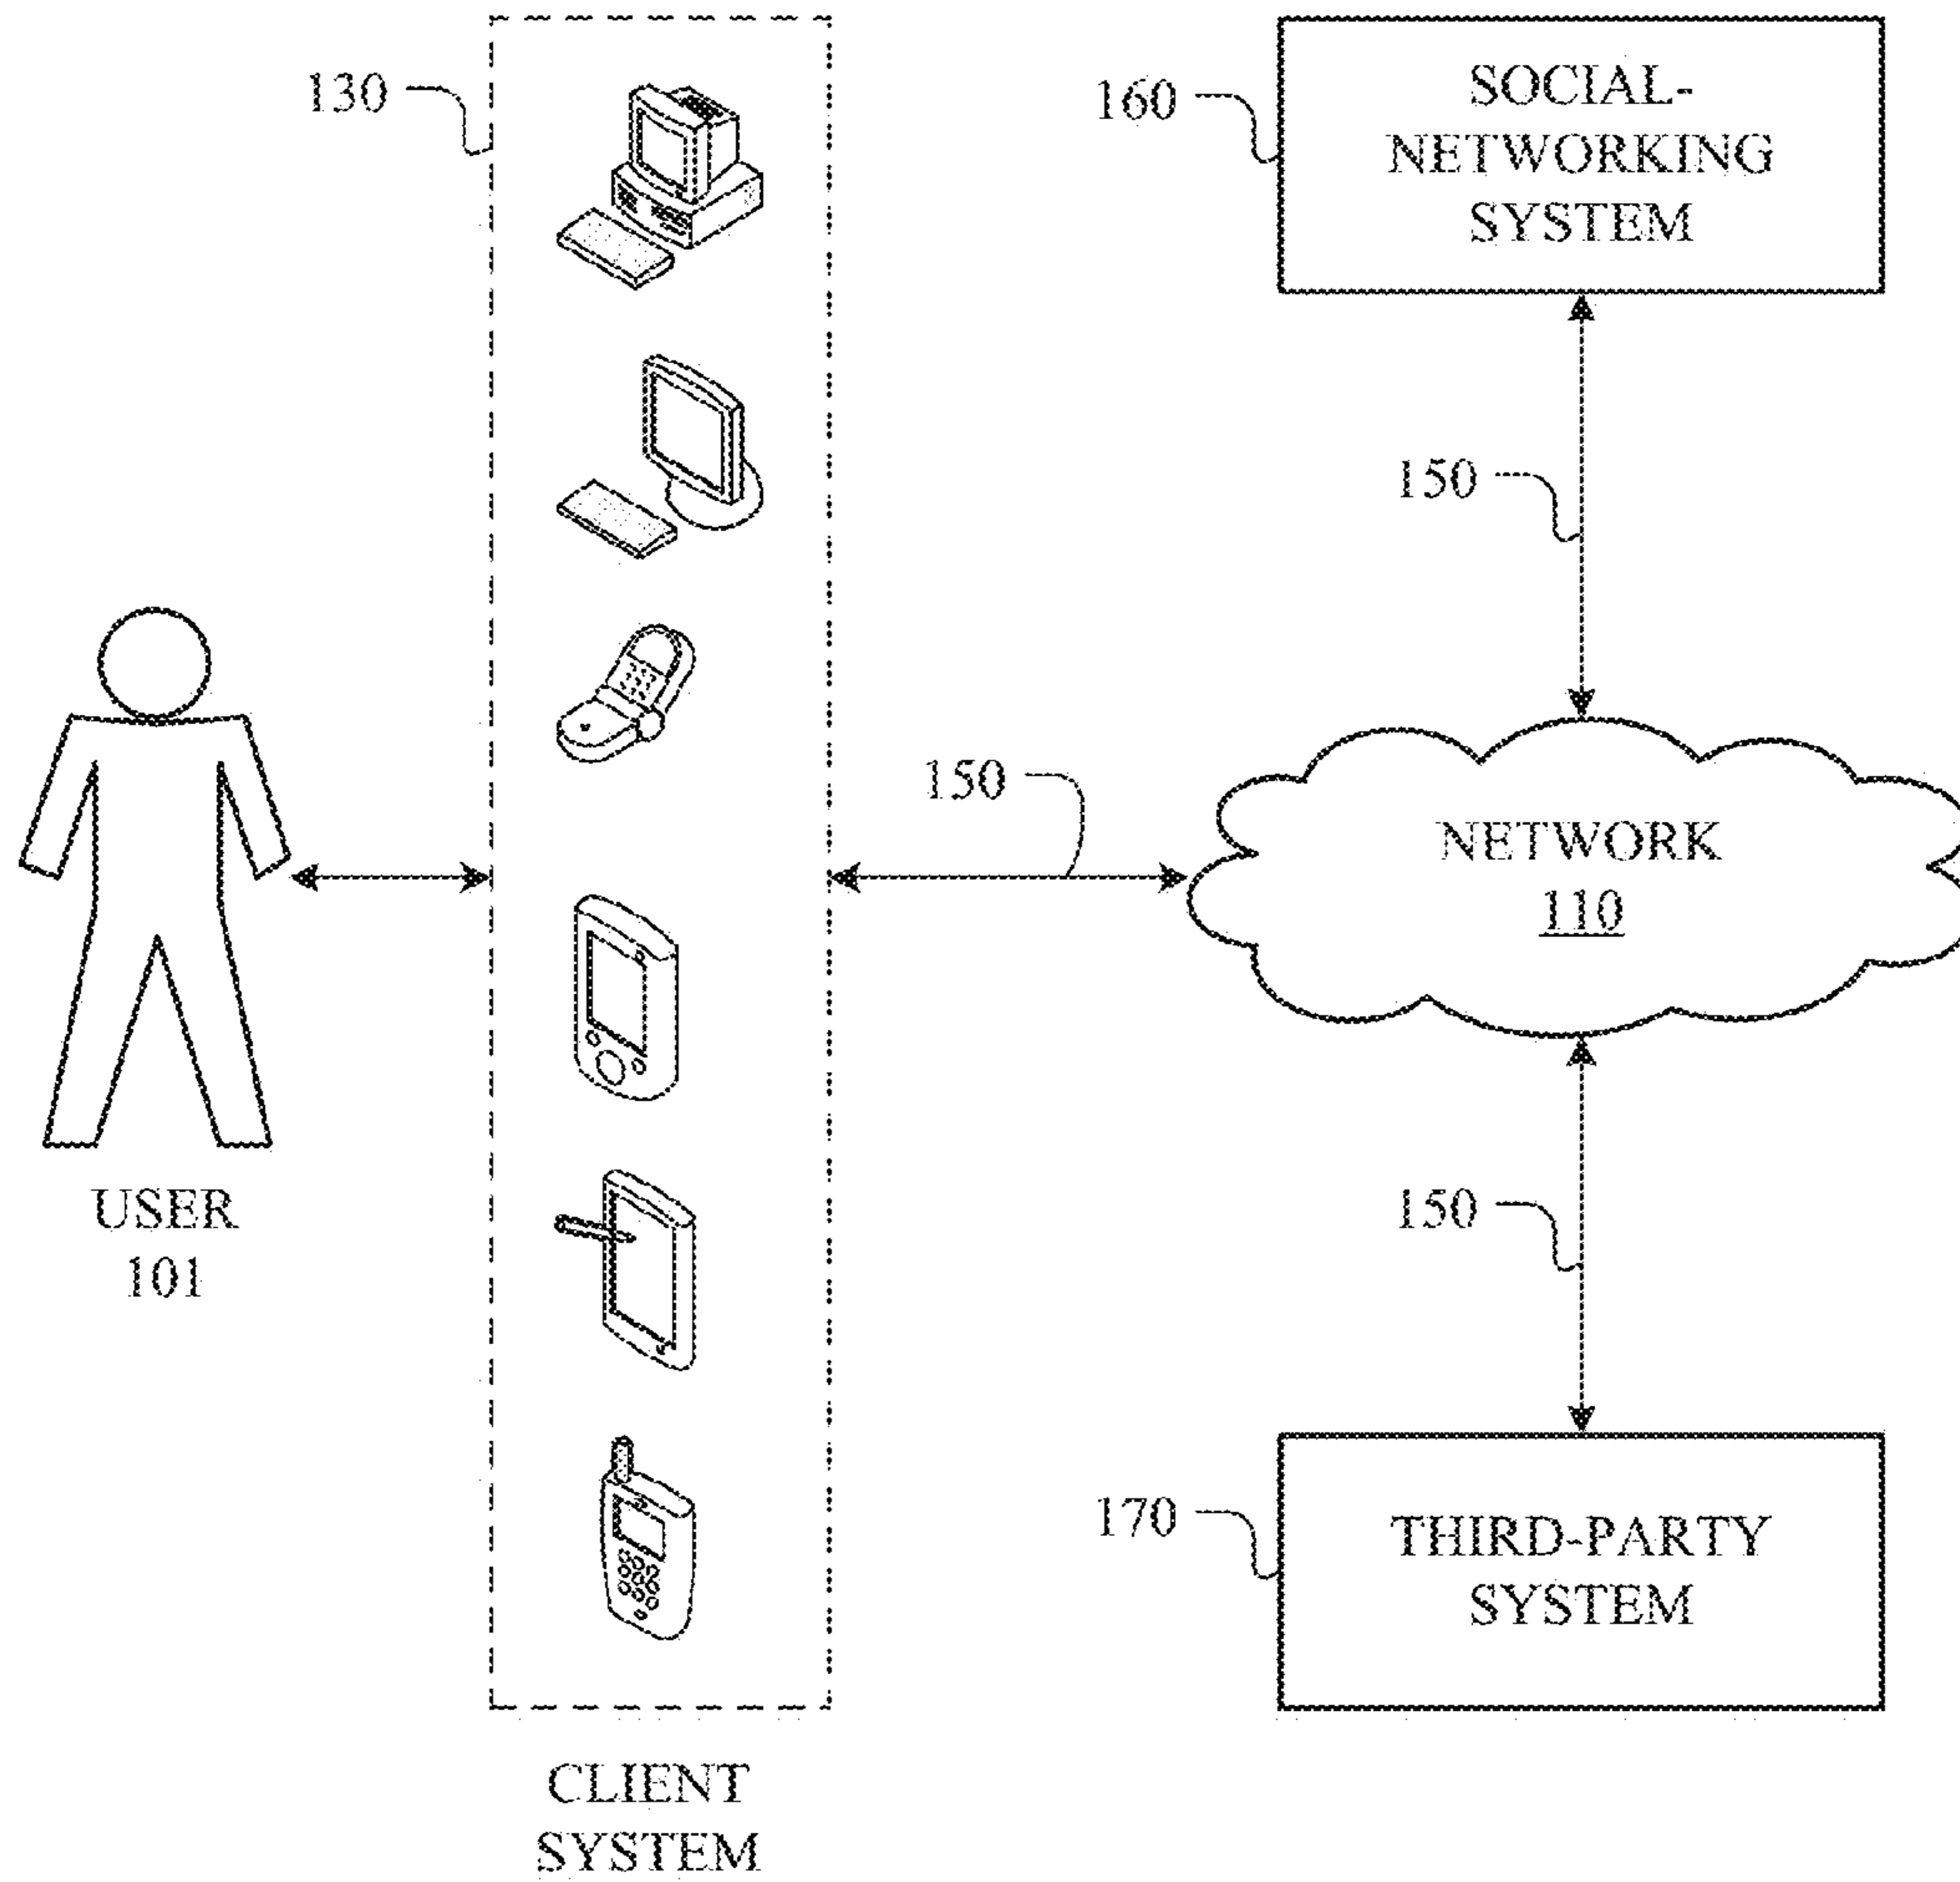 130
160
SOCIAL-
NETWORKING
SYSTEM
150
150
NETWORK
110
USER
101
150
170
THIRD-PARTY
SYSTEM
CLIENT
SYSTEM